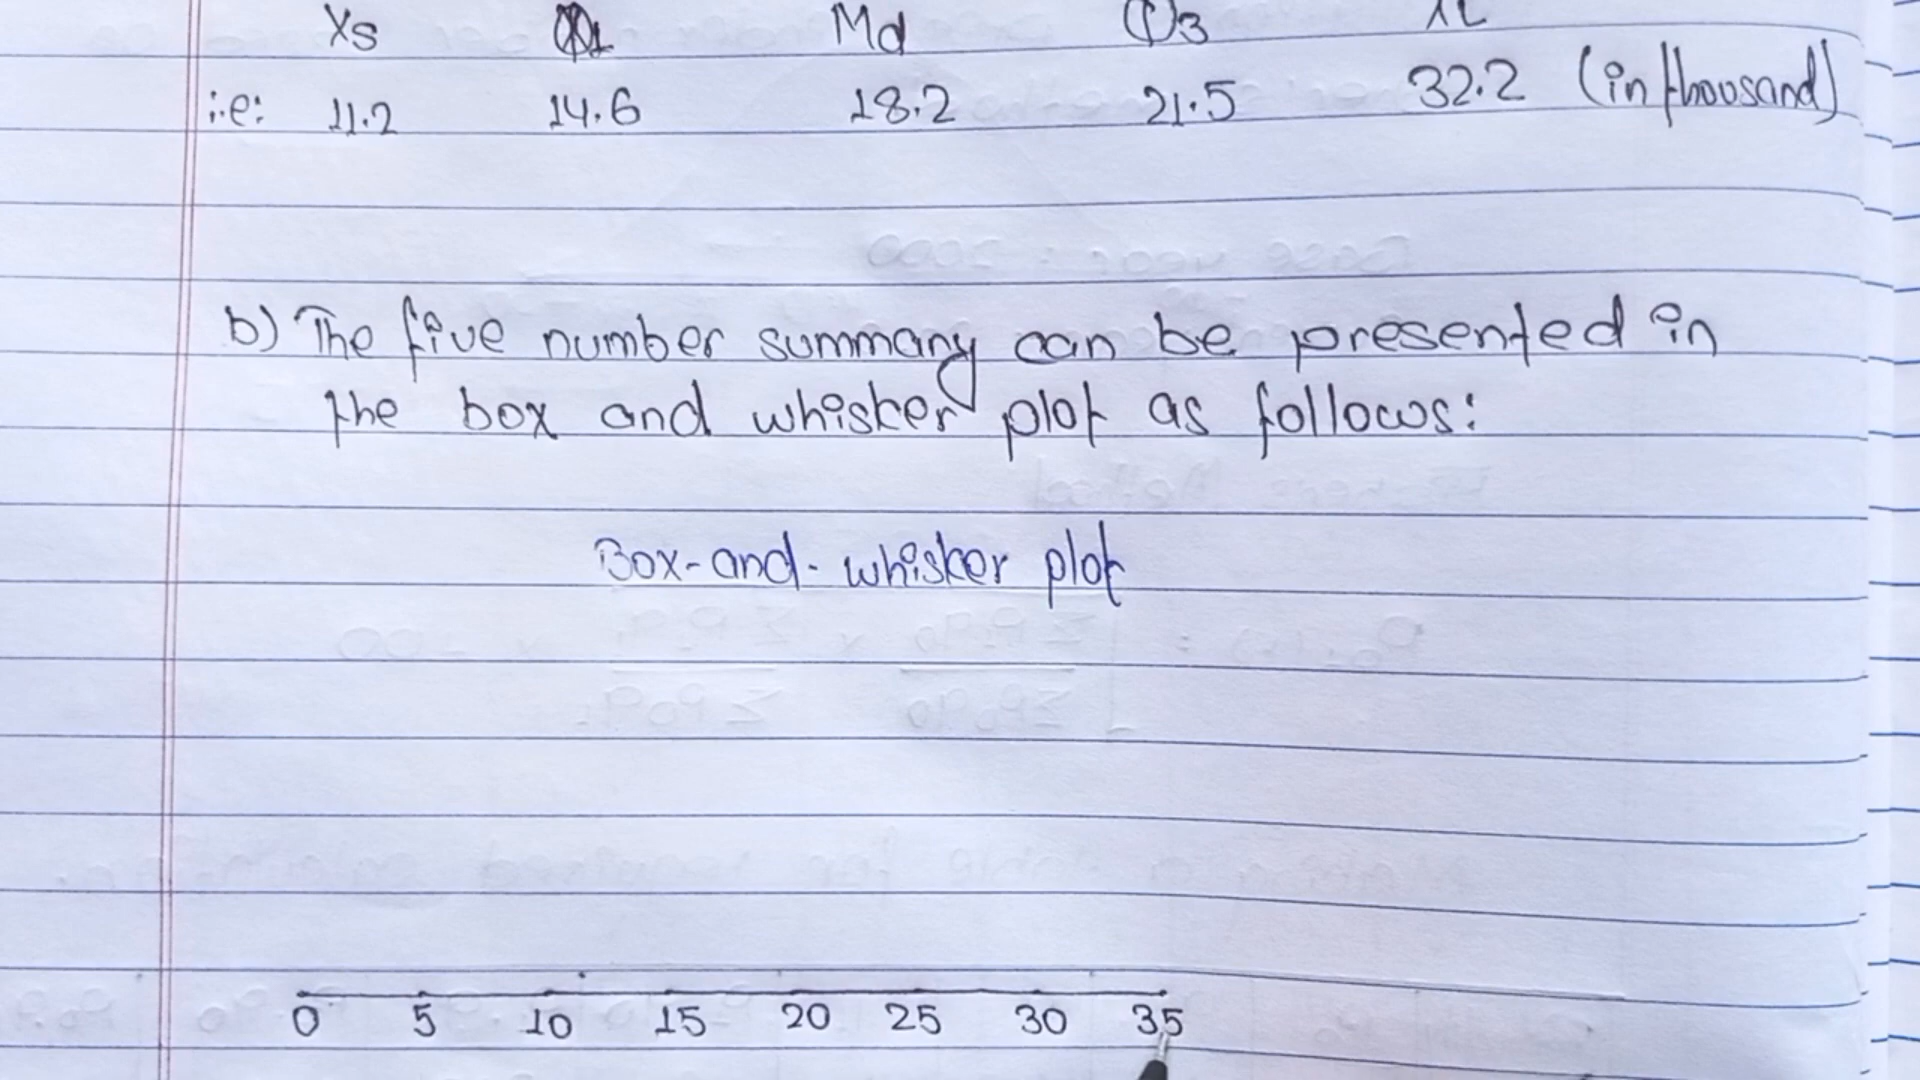 Xs Q1 Md Q3 XL
i.e: 11.2 14.6 18.2 21.5 32.2 (in thousand)
b) The five number summary can be presented in
the box and whisker plot as follows:
Box-and-whisker plot
0 5 10 15 20 25 30 35